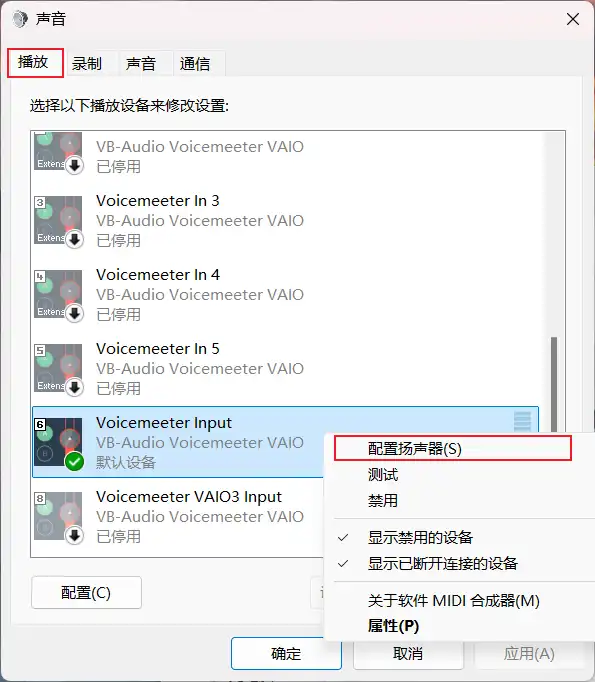 声音
播放
录制
声音
通信
选择以下播放设备来修改设置:
Extens
VB-Audio Voicemeeter VAIO
已停用
3
Extens
Voicemeeter In 3
VB-Audio Voicemeeter VAIO
已停用
4
Extens
Voicemeeter In 4
VB-Audio Voicemeeter VAIO
已停用
5
Extens
Voicemeeter In 5
VB-Audio Voicemeeter VAIO
已停用
6
A
B
Voicemeeter Input
VB-Audio Voicemeeter VAIO
默认设备
8
Voicemeeter VAIO3 Input
VB-Audio Voicemeeter VAIO
已停用
配置扬声器(S)
测试
禁用
显示禁用的设备
显示已断开连接的设备
关于软件 MIDI 合成器(M)
属性(P)
配置(C)
确定
取消
应用(A)